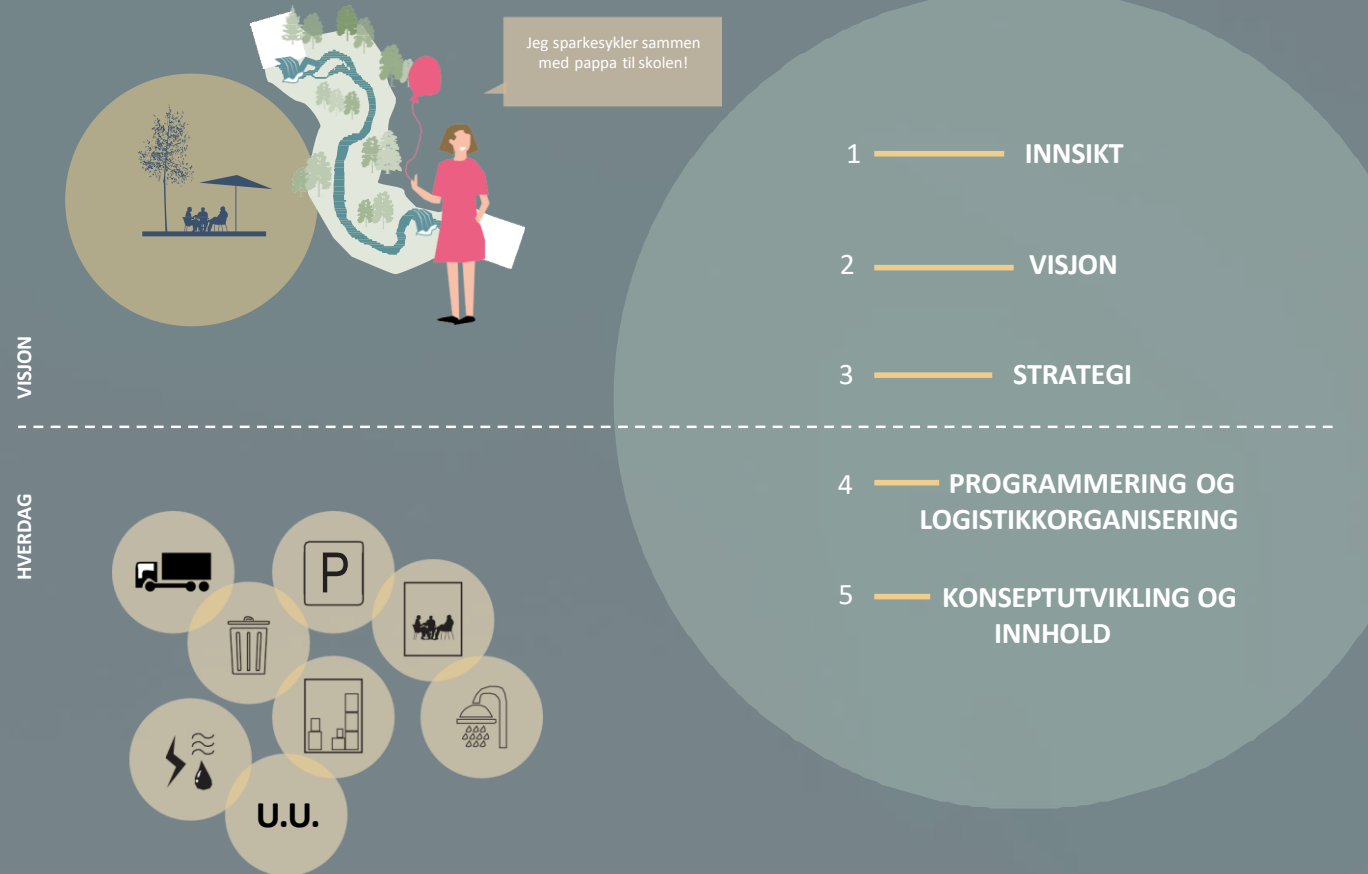 Jeg sparkesykler sammen
med pappa til skolen!
1 INNSIKT
2 VISJON
3 STRATEGI
VISJON
HVERDAG
4 PROGRAMMERING OG
LOGISTIKKORGANISERING
5 KONSEPTUTVIKLING OG
INNHOLD
P
U.U.